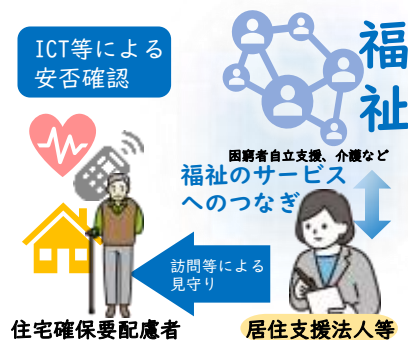 ICT等による
安否確認
福祉
困窮者自立支援、介護など
福祉のサービス
へのつなぎ
訪問等による
見守り
住宅確保要配慮者
居住支援法人等